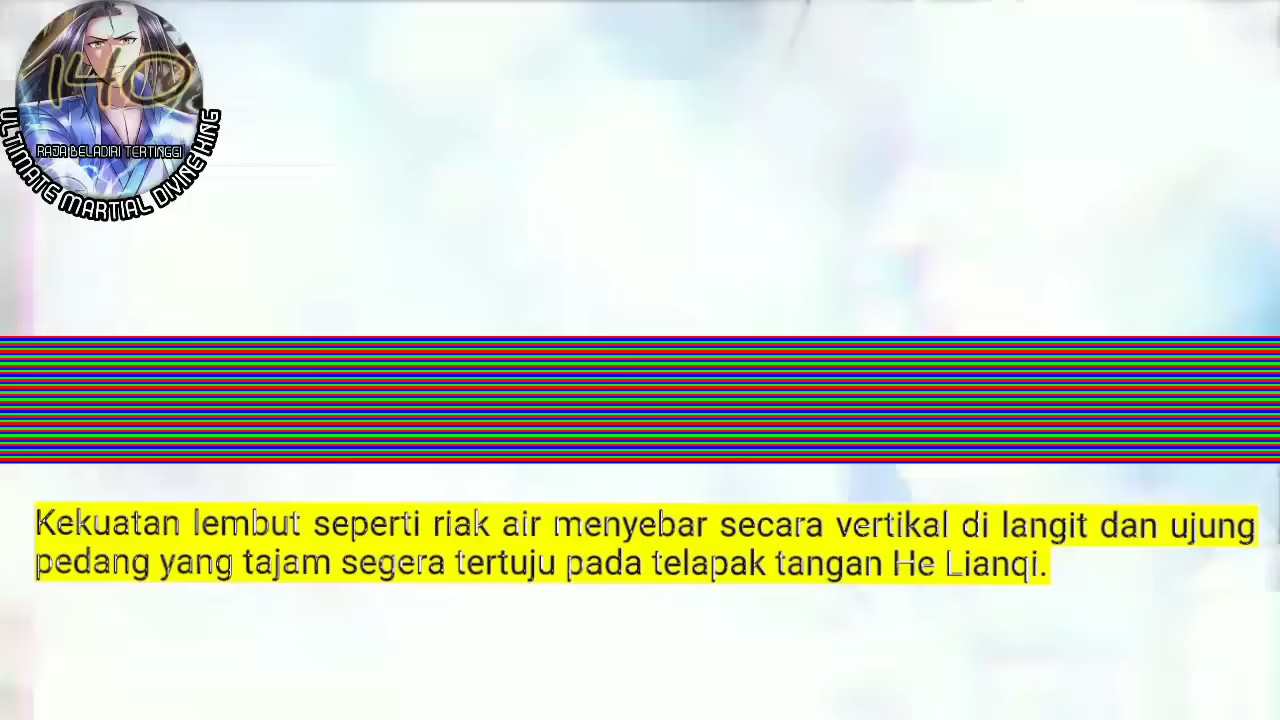 140
RAJA BELADIRI TERTINGGI
ULTIMATE MARTIAL DIVINE KING
Kekuatan lembut seperti riak air menyebar secara vertikal di langit dan ujung
pedang yang tajam segera tertuju pada telapak tangan He Lianqi.